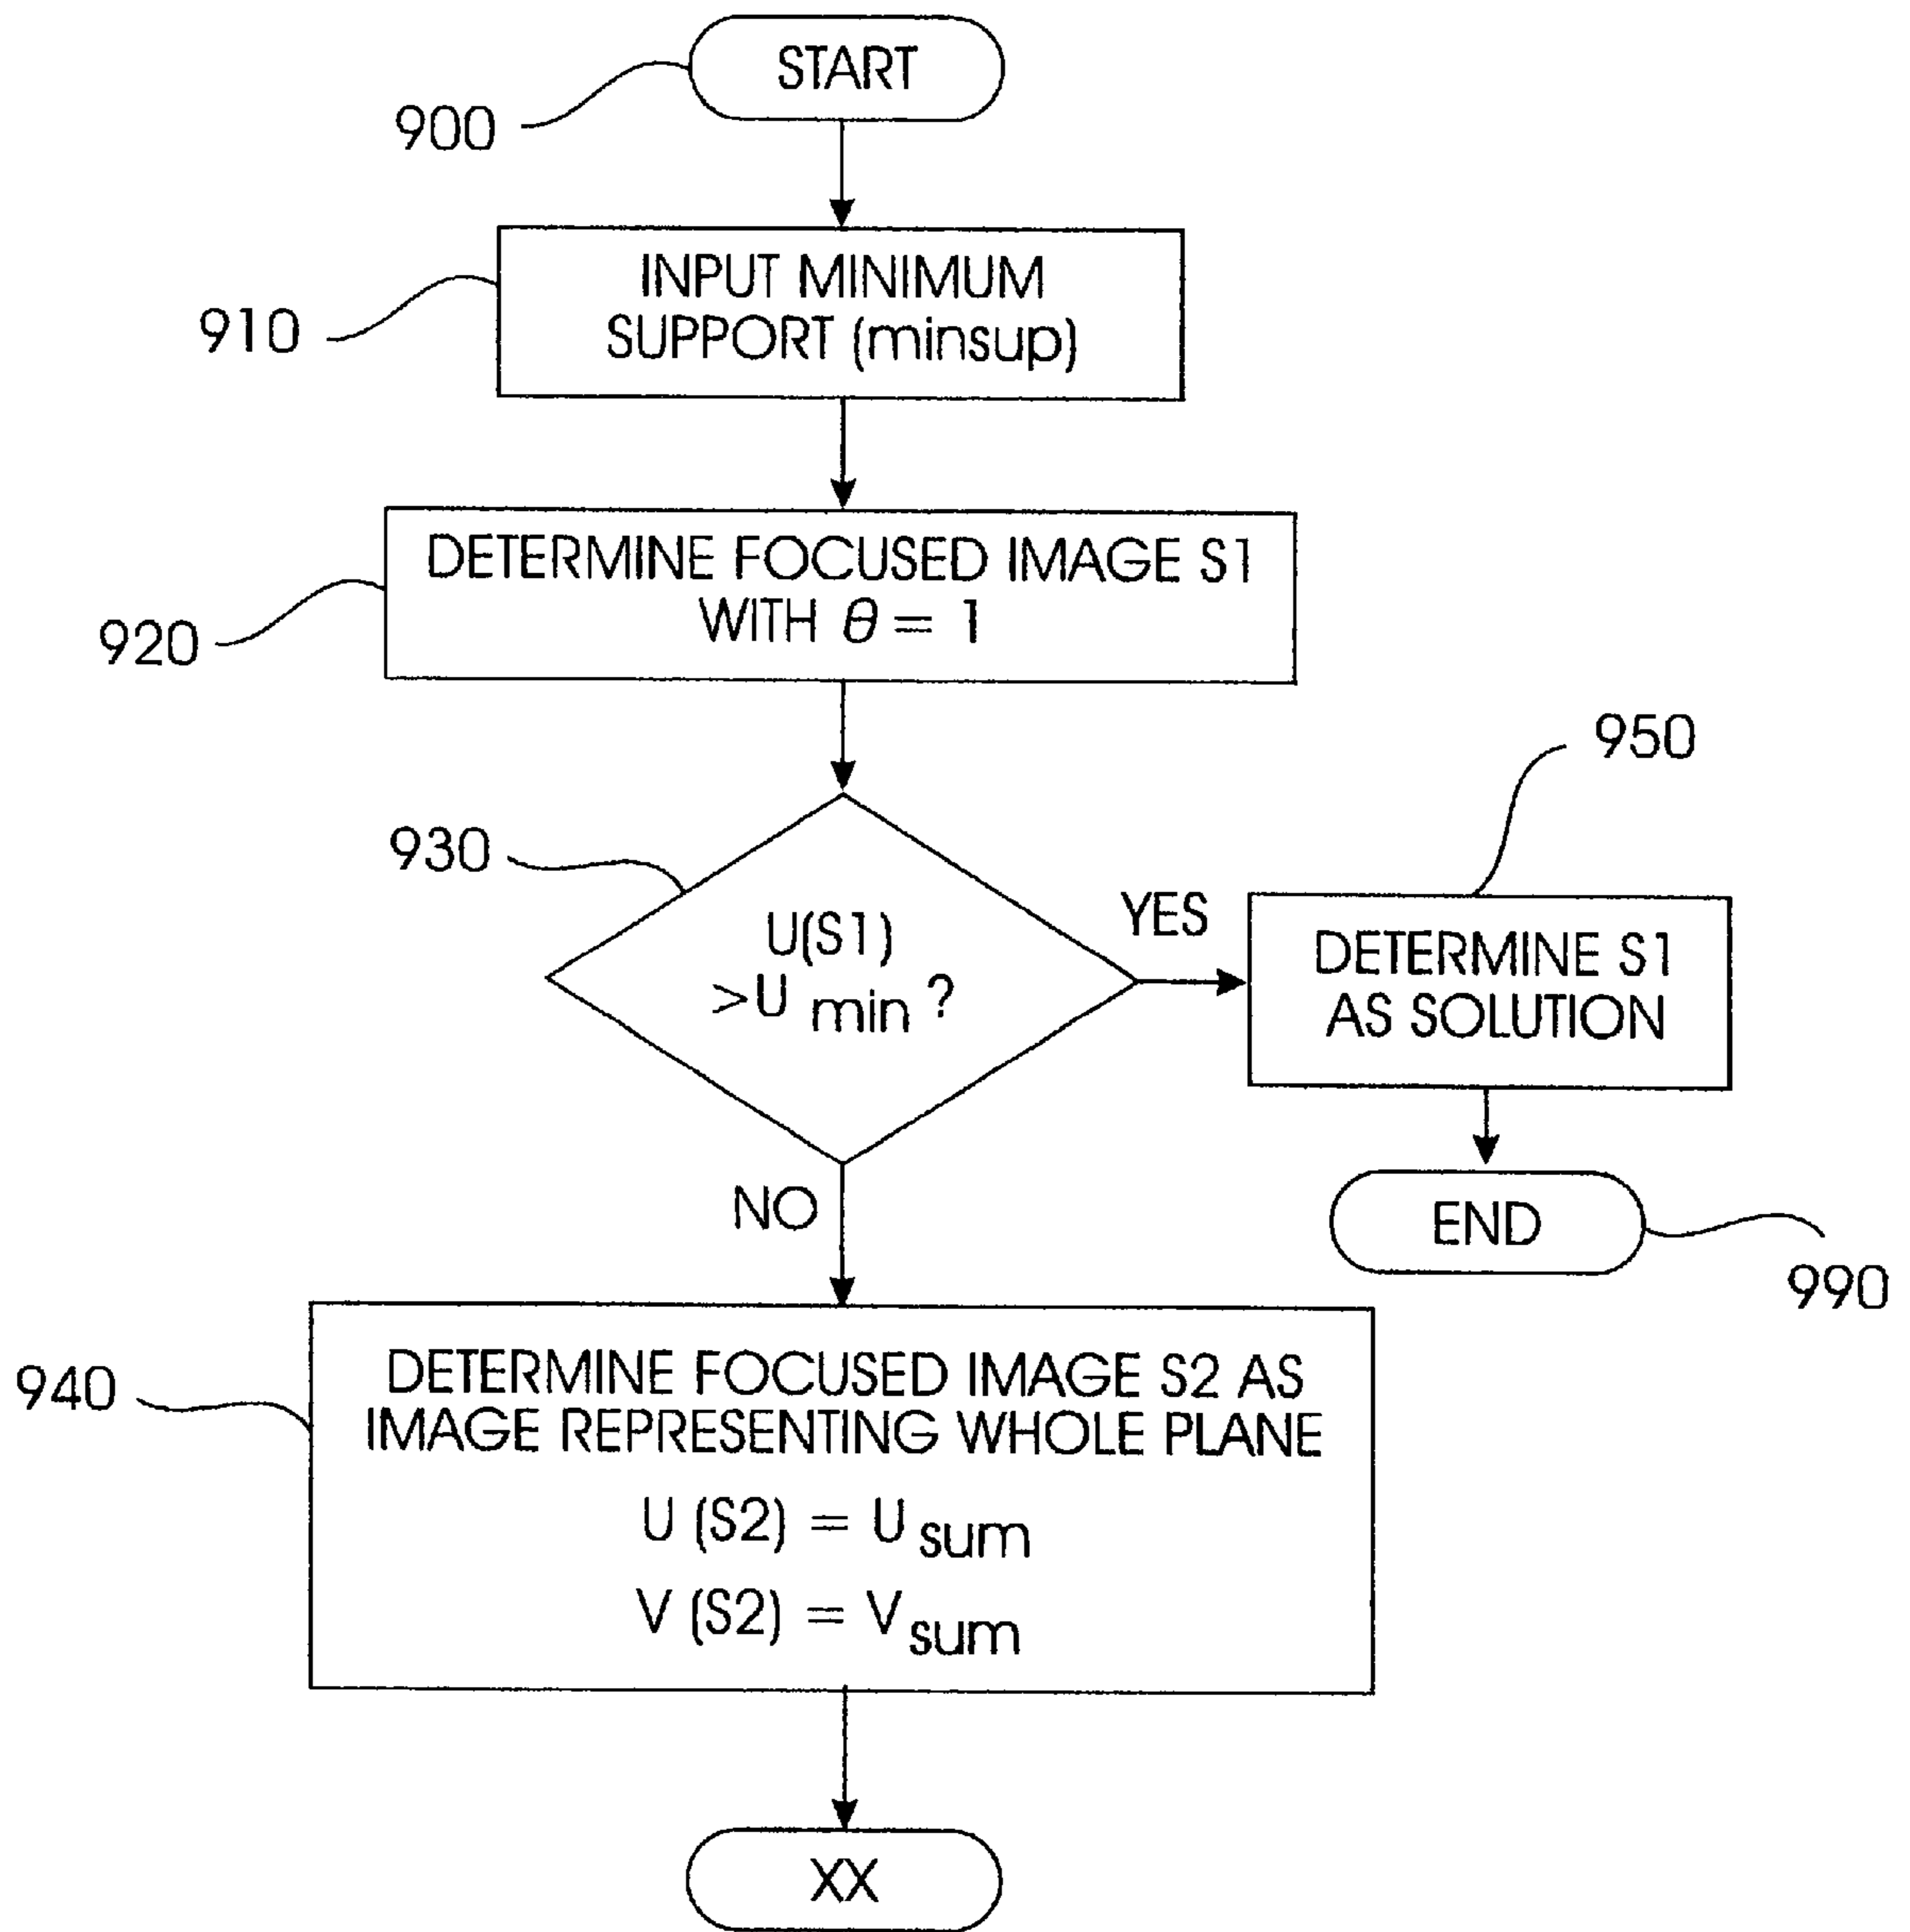 START
900
INPUT MINIMUM
SUPPORT (minsup)
910
DETERMINE FOCUSED IMAGE S1
WITH θ = 1
920
950
930
U(S1)
>U min ?
YES
DETERMINE S1
AS SOLUTION
NO
END
990
940
DETERMINE FOCUSED IMAGE S2 AS
IMAGE REPRESENTING WHOLE PLANE
U (S2) = U sum
V (S2) = V sum
XX